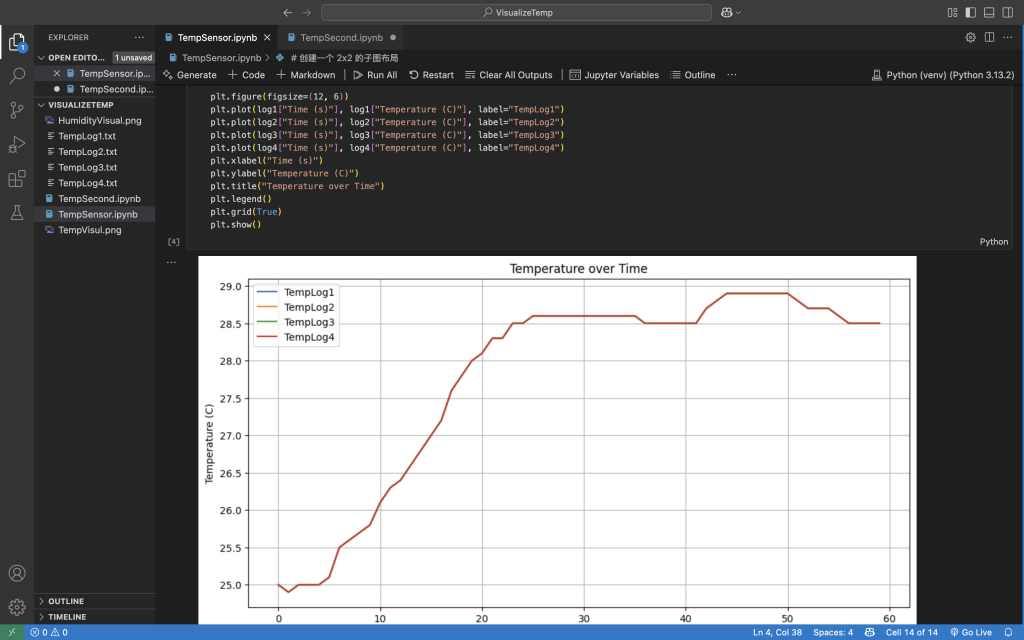 VisualizeTemp
EXPLORER
TempSensor.ipynb
TempSecond.ipynb
OPEN EDITO...
1 unsaved
TempSensor.ip...
TempSecond.ip...
VISUALIZETEMP
HumidityVisual.png
TempLog1.txt
TempLog2.txt
TempLog3.txt
TempLog4.txt
TempSecond.ipynb
TempSensor.ipynb
TempVisul.png
OUTLINE
TIMELINE
TempSensor.ipynb > # 创建一个 2x2 的子图布局
Generate + Code + Markdown | Run All Restart Clear All Outputs | Jupyter Variables Outline ...
Python (venv) (Python 3.13.2)
plt.figure(figsize=(12, 6))
plt.plot(log1["Time (s)"], log1["Temperature (C)"], label="TempLog1")
plt.plot(log2["Time (s)"], log2["Temperature (C)"], label="TempLog2")
plt.plot(log3["Time (s)"], log3["Temperature (C)"], label="TempLog3")
plt.plot(log4["Time (s)"], log4["Temperature (C)"], label="TempLog4")
plt.xlabel("Time (s)")
plt.ylabel("Temperature (C)")
plt.title("Temperature over Time")
plt.legend()
plt.grid(True)
plt.show()
[4]
Python
...
Temperature over Time
TempLog1
TempLog2
TempLog3
TempLog4
29.0
28.5
28.0
27.5
27.0
26.5
26.0
25.5
25.0
Temperature (C)
0 10 20 30 40 50 60
0 0
Ln 4, Col 38 Spaces: 4 Cell 14 of 14 Go Live
1